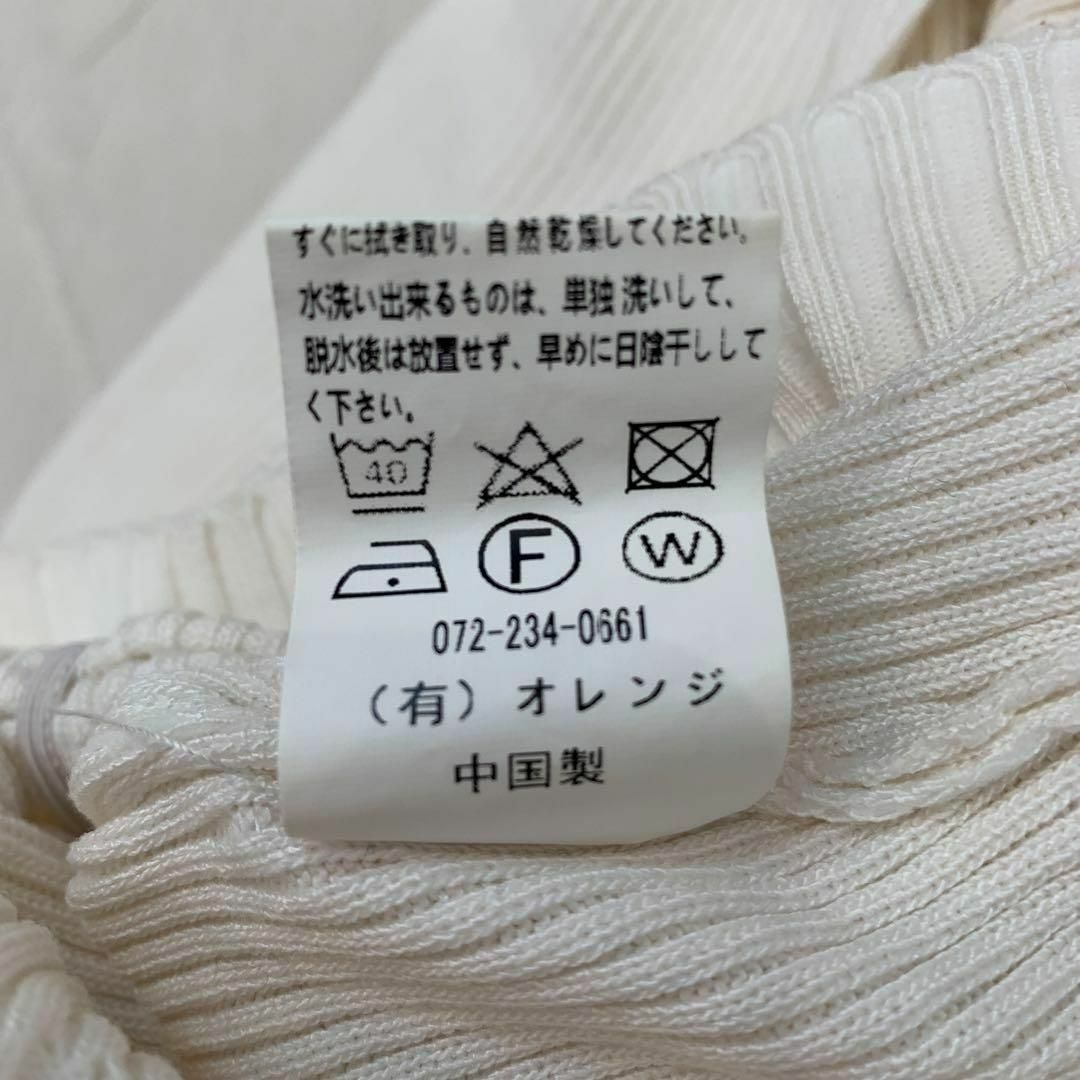 すぐに拭き取り、自然乾燥してください。
水洗い出来るものは、単独洗いして、
脱水後は放置せず、早めに日陰干しして
く下さい。
40
F W
072-234-0661
（有）オレンジ
中国製